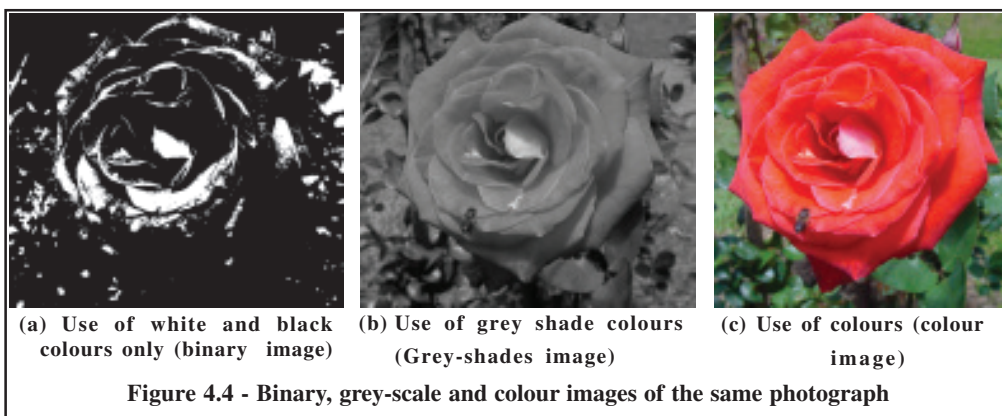 (a) Use of white and black
colours only (binary image)
(b) Use of grey shade colours
(Grey-shades image)
(c) Use of colours (colour
image)
Figure 4.4 - Binary, grey-scale and colour images of the same photograph